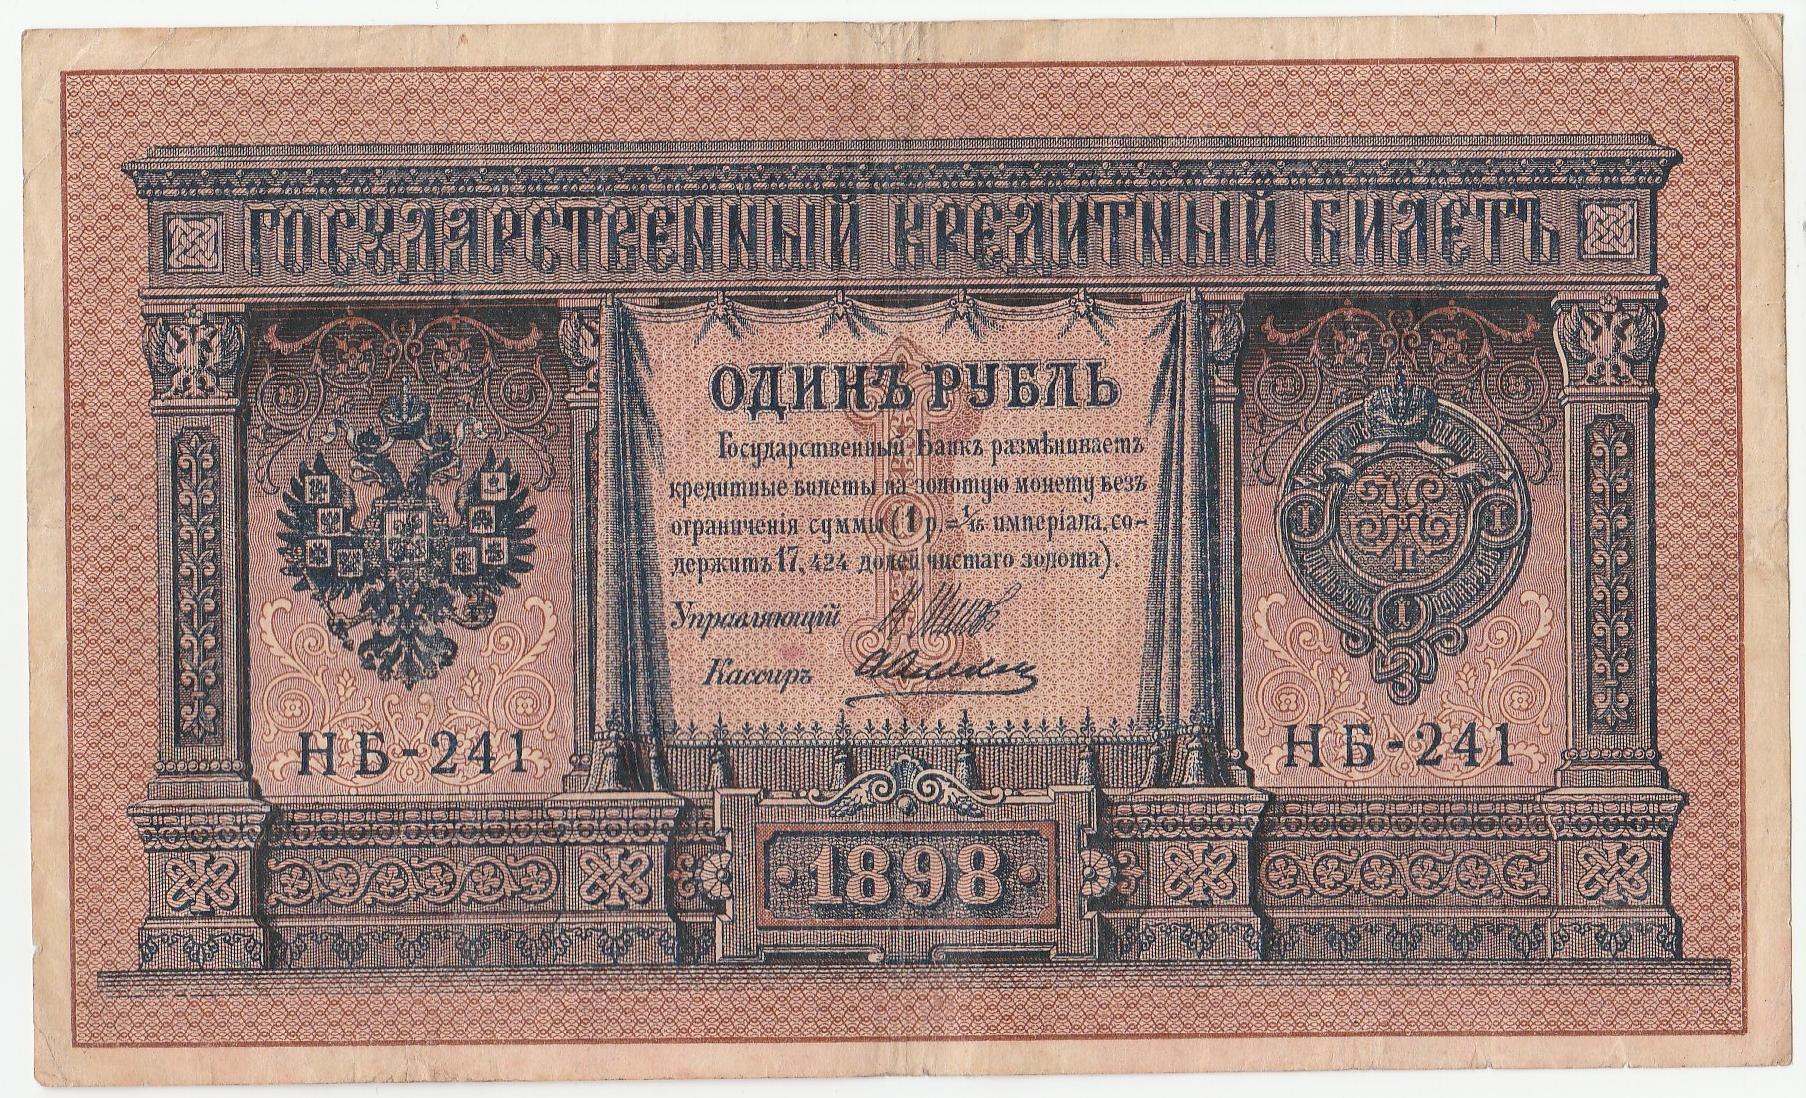 ГОСУДАРСТВЕННЫЙ КРЕДИТНЫЙ БИЛЕТЪ
ОДИНЪ РУБЛЬ
Государственный Банкъ размѣниваетъ
кредитные билеты на золотую монету безъ
ограниченія суммы (1 р.=1/15 имперіала, со-
держитъ 17,424 долей чистаго золота).
Управляющій
Кассиръ
НБ-241
НБ-241
1898